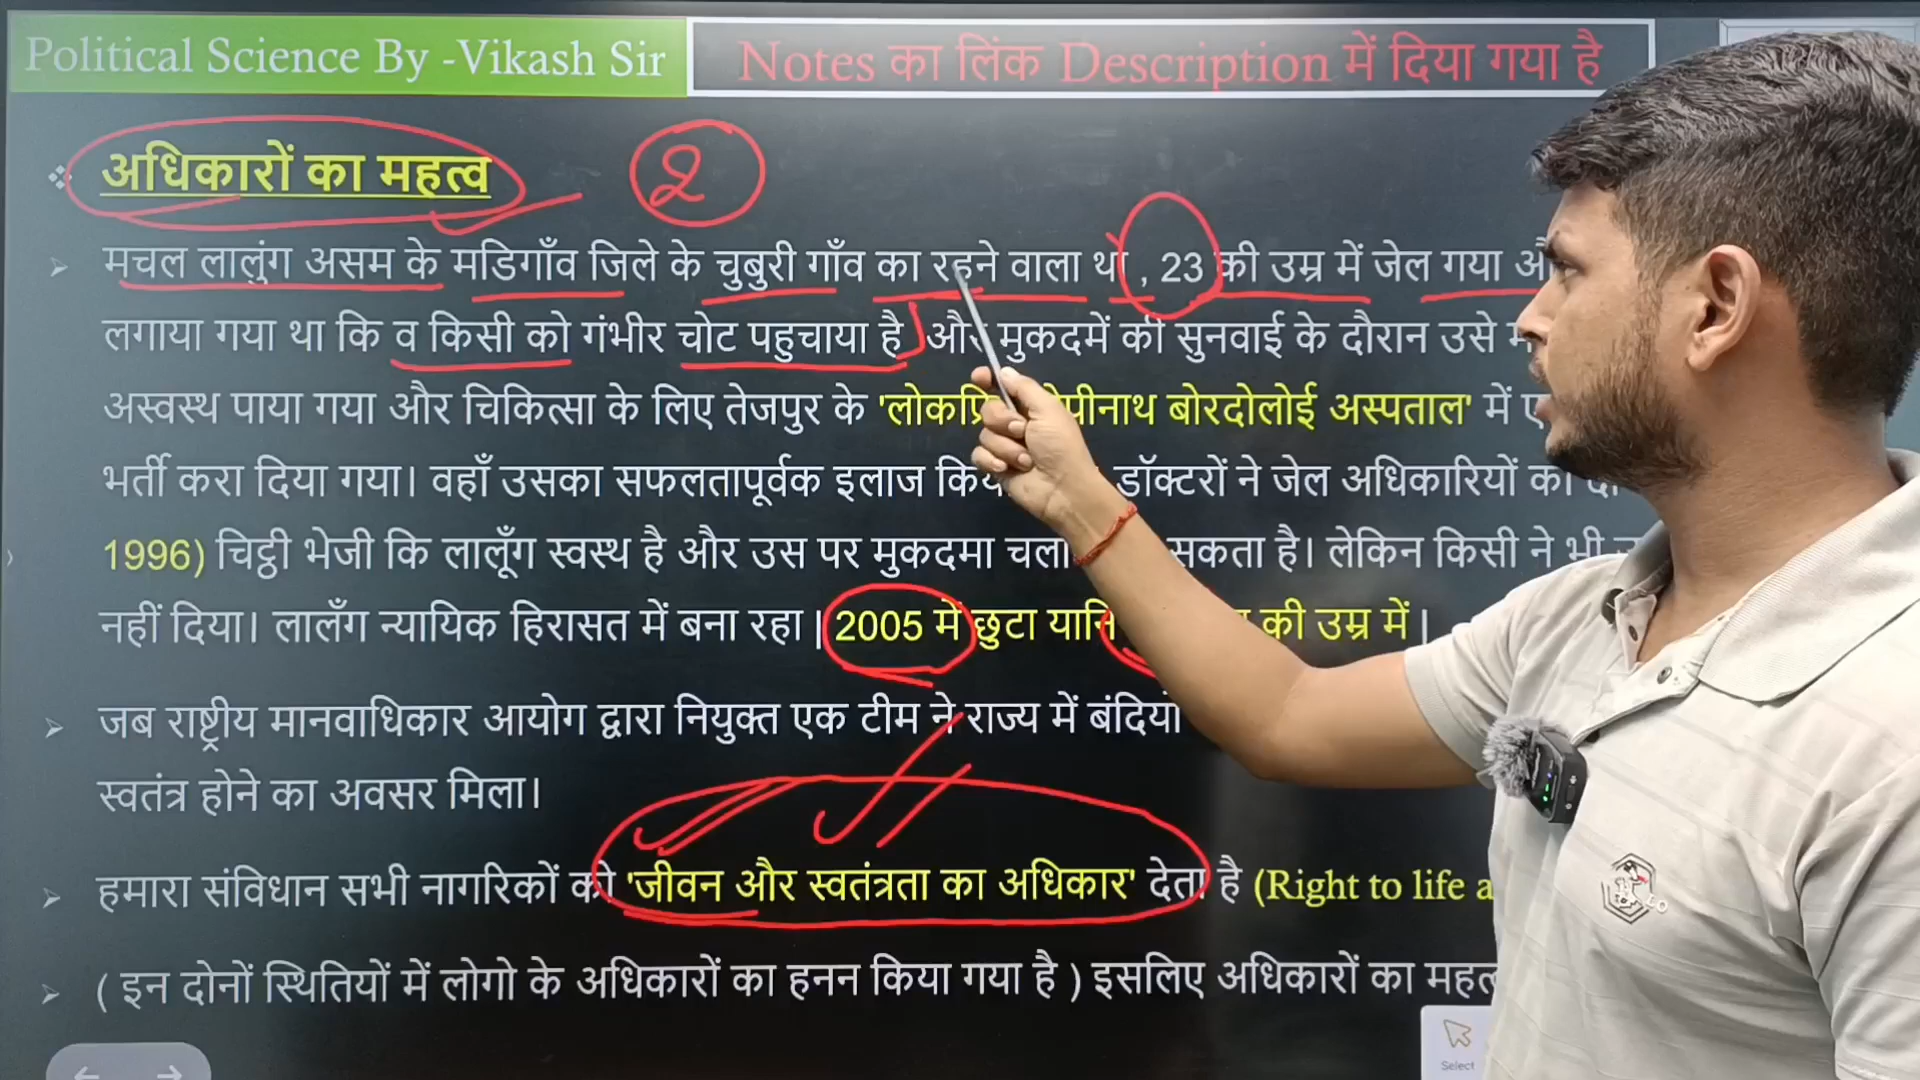 Political Science By -Vikash Sir
Notes का लिंक Description में दिया गया है
अधिकारों का महत्व
2
मचल लालुंग असम के मडिगाँव जिले के चुबुरी गाँव का रहने वाला था , 23 की उम्र में जेल गया
लगाया गया था कि व किसी को गंभीर चोट पहुचाया है और मुकदमें की सुनवाई के दौरान उसे
अस्वस्थ पाया गया और चिकित्सा के लिए तेजपुर के 'लोकप्रि बोरदोलोई अस्पताल' में
भर्ती करा दिया गया। वहाँ उसका सफलतापूर्वक इलाज डॉक्टरों ने जेल अधिकारियों को
1996) चिट्ठी भेजी कि लालूँग स्वस्थ है और उस पर मुकदमा सकता है। लेकिन किसी ने भी
नहीं दिया। लालँग न्यायिक हिरासत में बना रहा | 2005 में छुटा यानि की उम्र में |
जब राष्ट्रीय मानवाधिकार आयोग द्वारा नियुक्त एक टीम ने राज्य में बंदियों
स्वतंत्र होने का अवसर मिला।
हमारा संविधान सभी नागरिकों को 'जीवन और स्वतंत्रता का अधिकार' देता है (Right to life
( इन दोनों स्थितियों में लोगो के अधिकारों का हनन किया गया है ) इसलिए अधिकारों का
Select